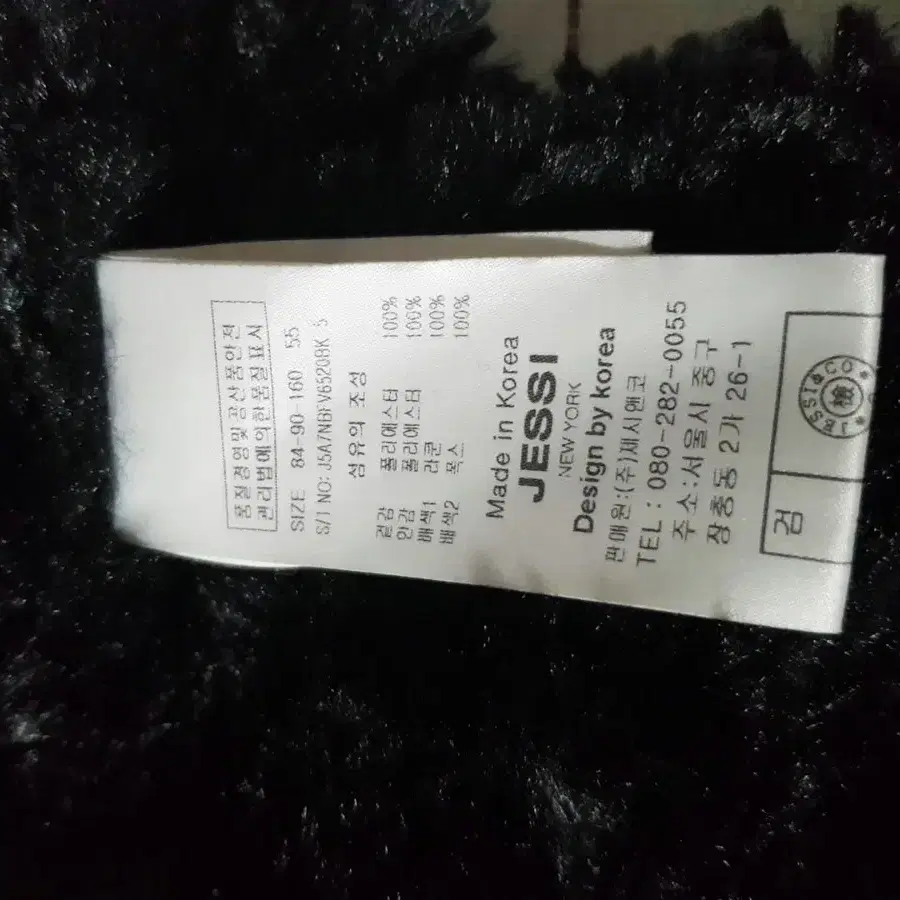 품질경영및공산품안전
관리법에의한품질표시
SIZE 84-90-160 55
S/I NO: J5A7NBFV6520BK 5
섬유의 조성
겉감 폴리에스터 100%
안감 폴리에스터 100%
배색1 라쿤 100%
배색2 폭스 100%
Made in Korea
JESSI
NEW YORK
Design by korea
판매원:(주)제시앤코
TEL : 080-282-0055
주소:서울시 중구
장충동 2가 26-1
검
JESSI&CO
檢